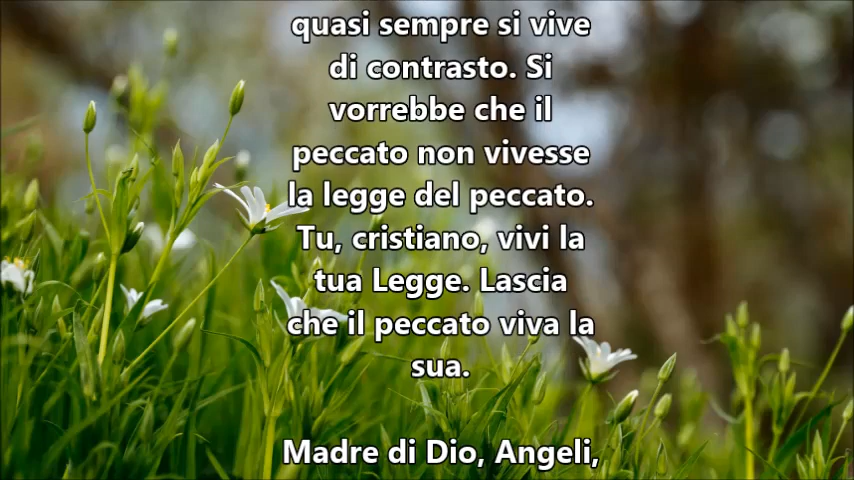 quasi sempre si vive
di contrasto. Si
vorrebbe che il
peccato non vivesse
la legge del peccato.
Tu, cristiano, vivi la
tua Legge. Lascia
che il peccato viva la
sua.
Madre di Dio, Angeli,